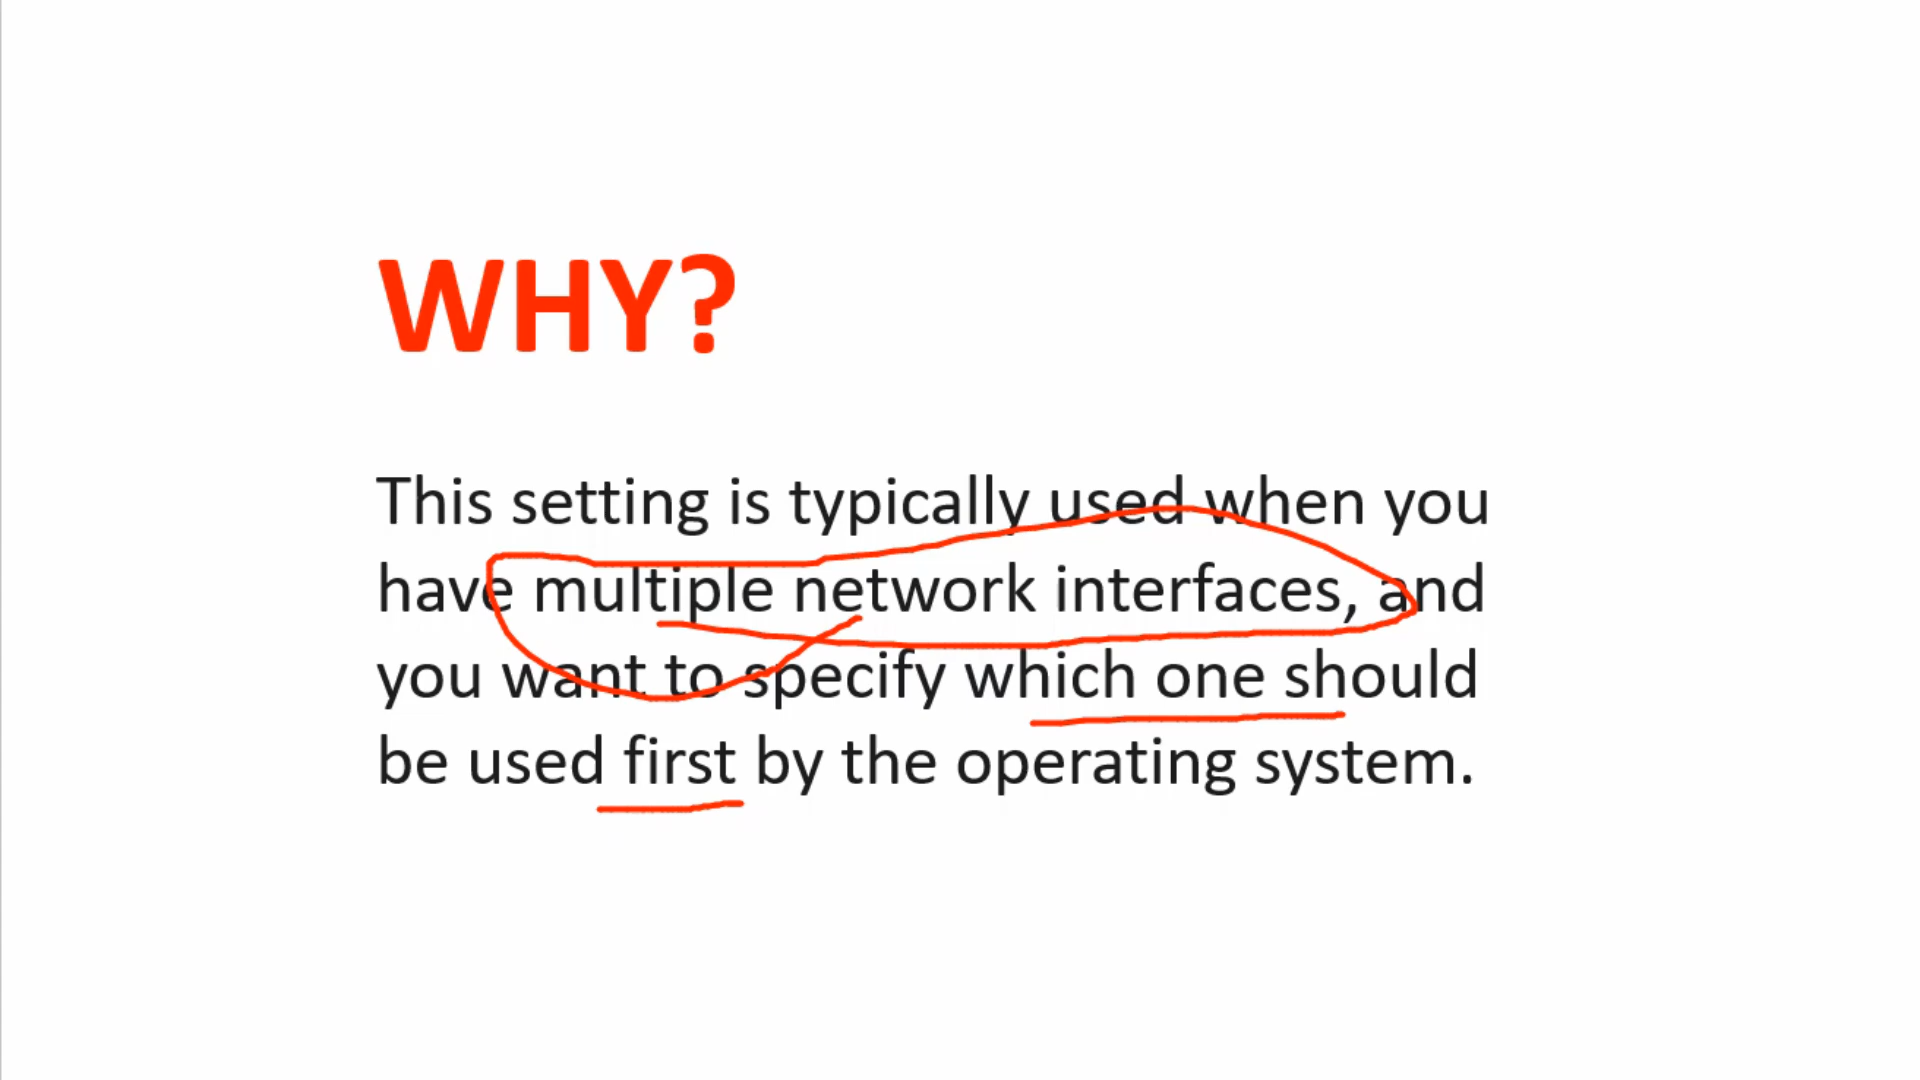 WHY?
This setting is typically used when you
have multiple network interfaces, and
you want to specify which one should
be used first by the operating system.